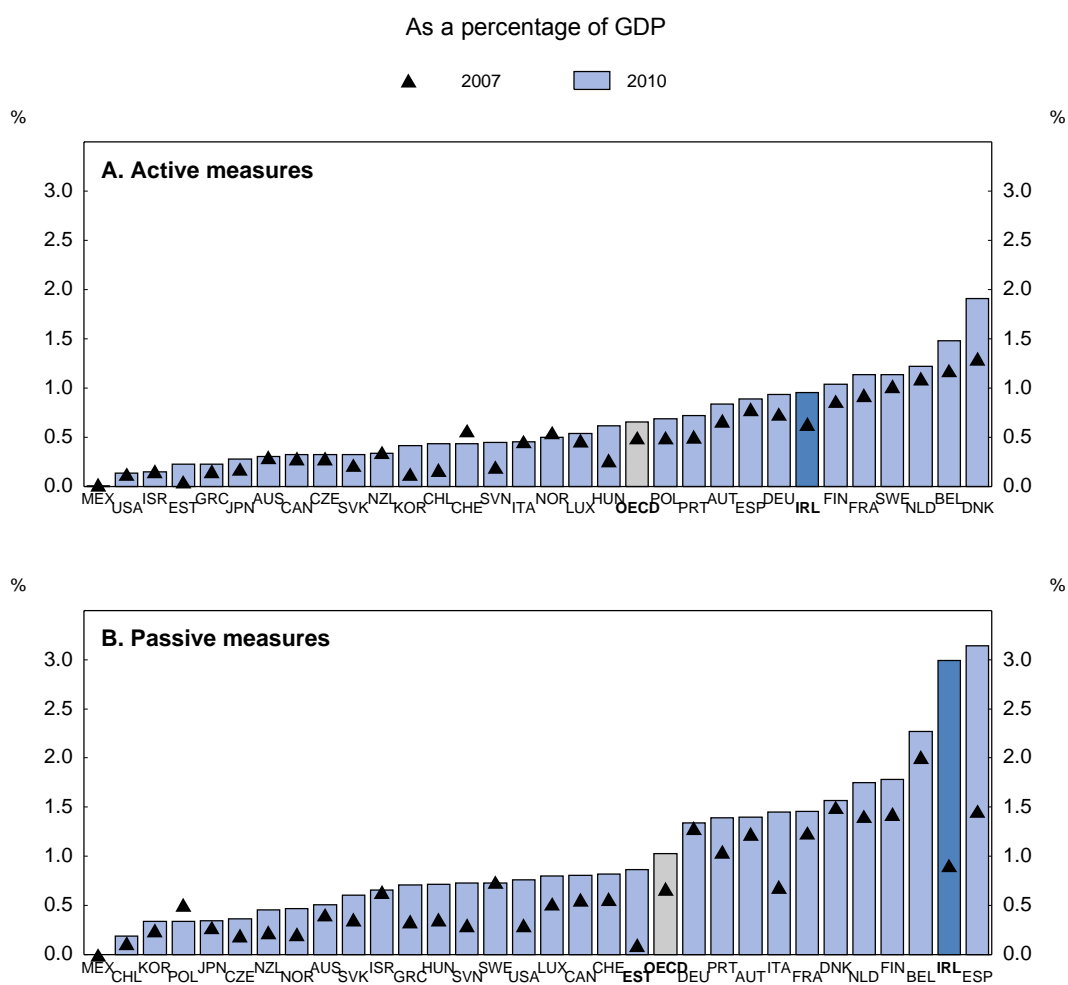 As a percentage of GDP
2007 2010
% %
A. Active measures
3.0 3.0
2.5 2.5
2.0 2.0
1.5 1.5
1.0 1.0
0.5 0.5
0.0 0.0
MEX ISR GRC AUS CZE NZL CHL SVN NOR HUN POL AUT DEU FIN SWE BEL
USA EST JPN CAN SVK KOR CHE ITA LUX OECD PRT ESP IRL FRA NLD DNK
% %
B. Passive measures
3.0 3.0
2.5 2.5
2.0 2.0
1.5 1.5
1.0 1.0
0.5 0.5
0.0 0.0
MEX KOR JPN NZL AUS ISR HUN SWE LUX CHE OECD PRT ITA DNK FIN IRL
CHL POL CZE NOR SVK GRC SVN USA CAN EST DEU AUT FRA NLD BEL ESP